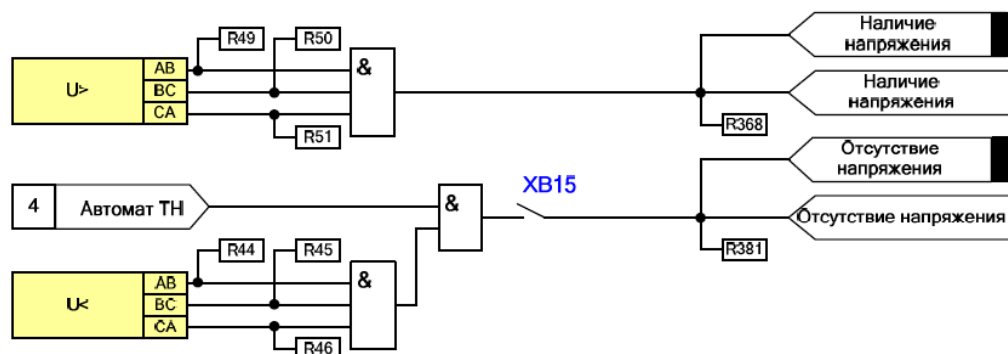 R49
R50
Наличие
напряжения
U>
AB
BC
CA
&
Наличие
напряжения
R51
R368
Отсутствие
напряжения
4
Автомат ТН
&
XB15
Отсутствие напряжения
R44
R45
R381
U<
AB
BC
CA
&
R46